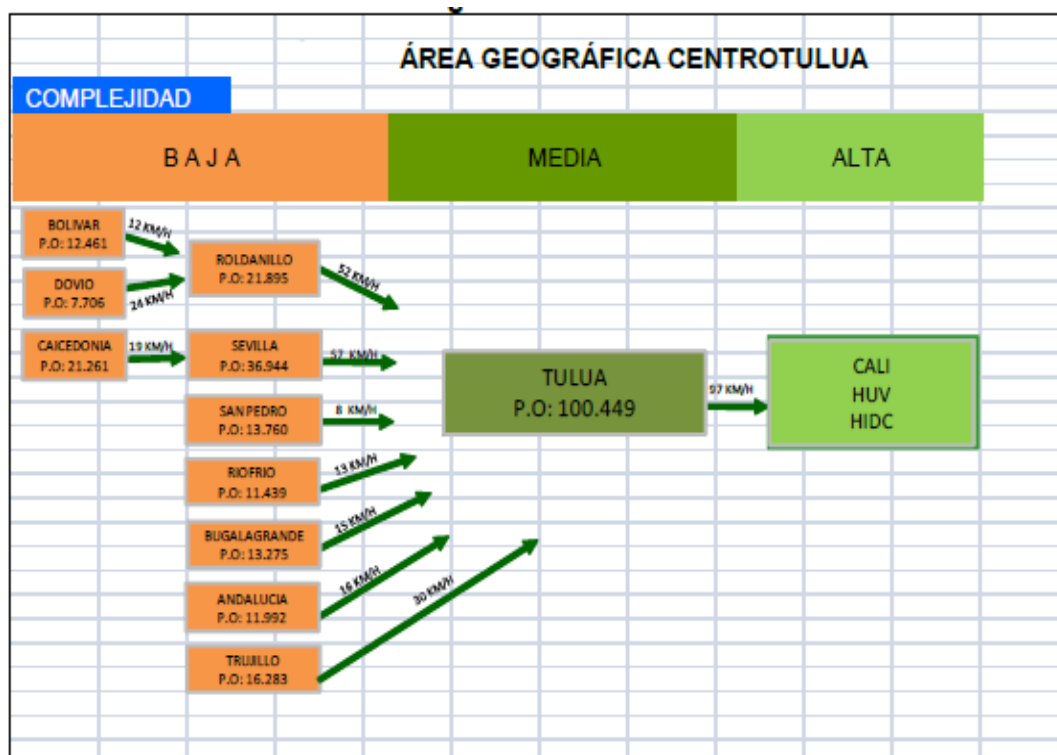 ÁREA GEOGRÁFICA CENTROTULUA
COMPLEJIDAD
B A J A
MEDIA
ALTA
BOLIVAR
P.O: 12.461
12 KM/H
DOVIO
P.O: 7.706
24 KM/H
ROLDANILLO
P.O: 21.895
52 KM/H
CAICEDONIA
P.O: 21.261
19 KM/H
SEVILLA
P.O: 36.944
57 KM/H
SAN PEDRO
P.O: 13.760
8 KM/H
RIOFRIO
P.O: 11.439
13 KM/H
BUGALAGRANDE
P.O: 13.275
15 KM/H
ANDALUCIA
P.O: 11.992
16 KM/H
TRUJILLO
P.O: 16.283
30 KM/H
TULUA
P.O: 100.449
97 KM/H
CALI
HUV
HIDC